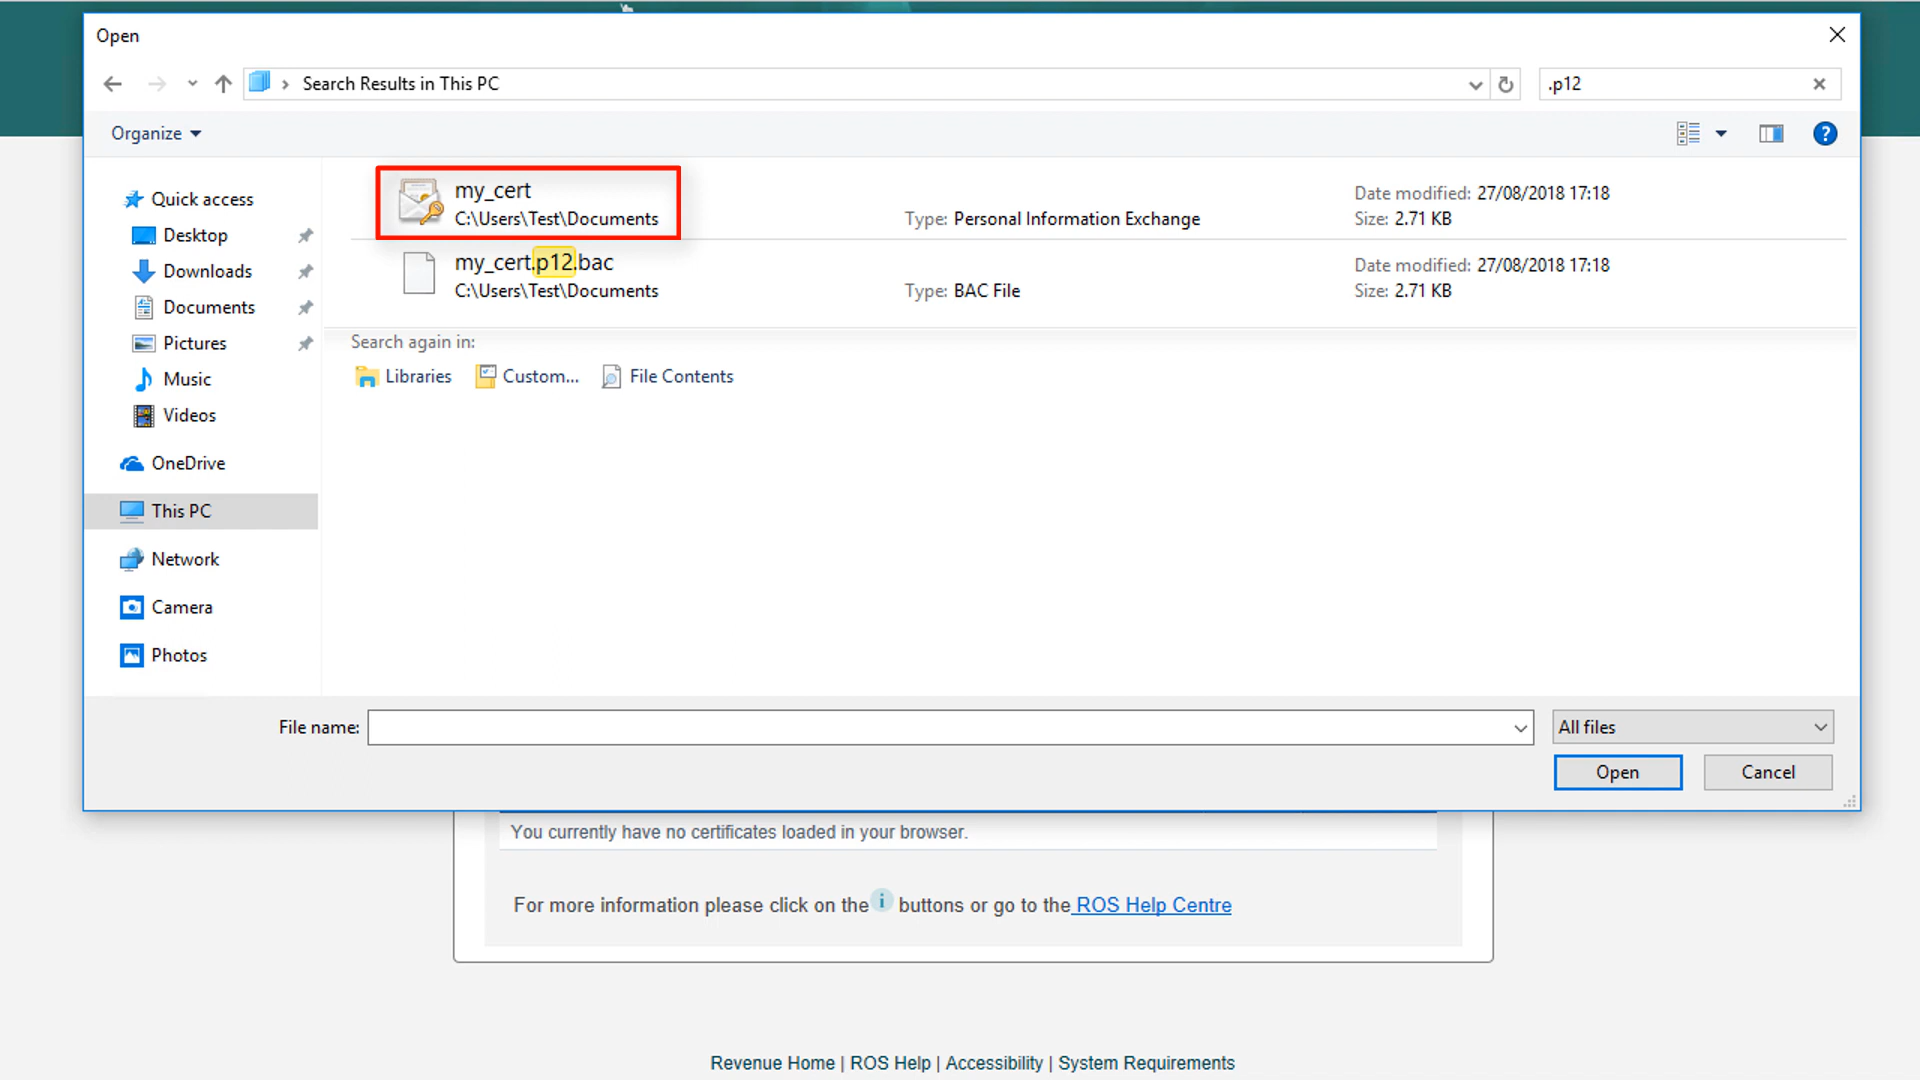 Open
Search Results in This PC
.p12
Organize
Quick access
Desktop
Downloads
Documents
Pictures
Music
Videos
OneDrive
This PC
Network
Camera
Photos
my_cert
C:\Users\Test\Documents
Type: Personal Information Exchange
Date modified: 27/08/2018 17:18
Size: 2.71 KB
my_cert.p12.bac
C:\Users\Test\Documents
Type: BAC File
Date modified: 27/08/2018 17:18
Size: 2.71 KB
Search again in:
Libraries
Custom...
File Contents
File name:
All files
Open
Cancel
You currently have no certificates loaded in your browser.
For more information please click on the i buttons or go to the ROS Help Centre
Revenue Home | ROS Help | Accessibility | System Requirements